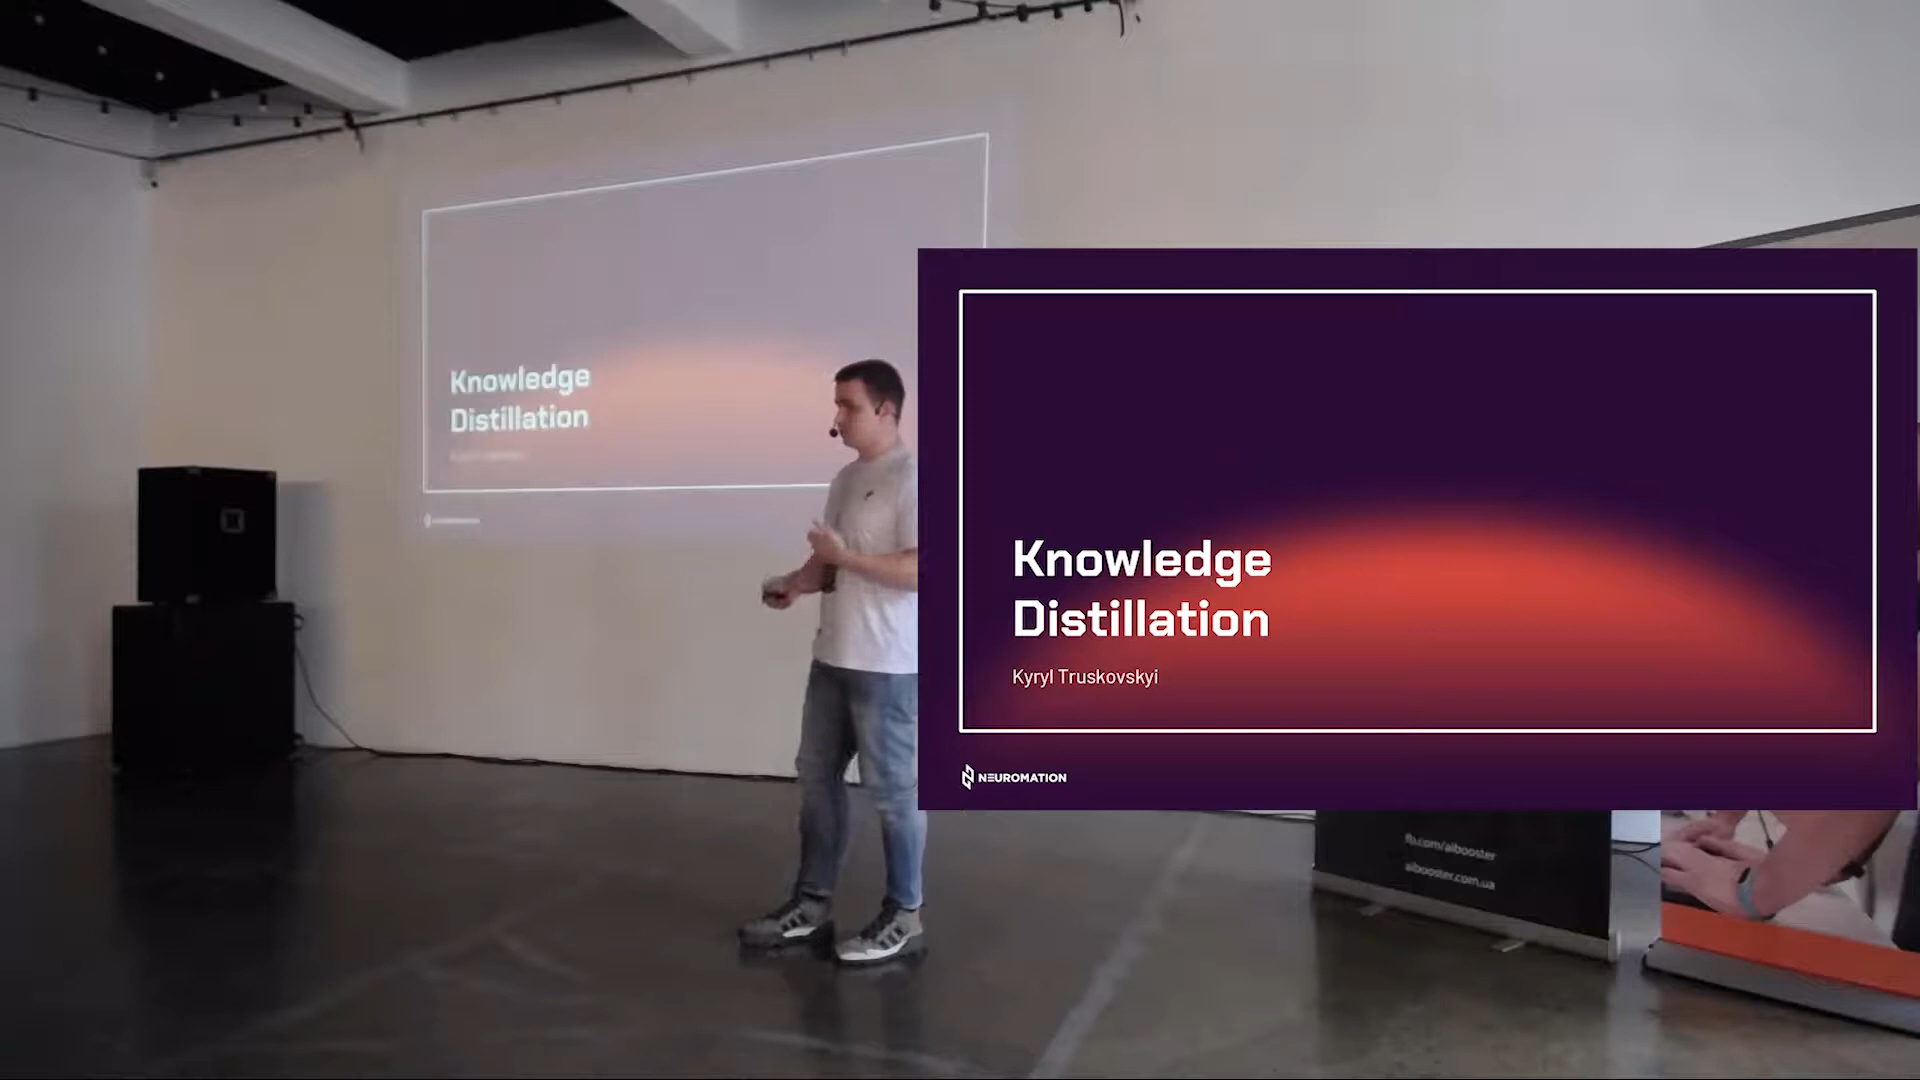 Knowledge
Distillation
Knowledge
Distillation
Kyryl Truskovskyi
NEUROMATION
fb.com/aibooster
aibooster.com.ua